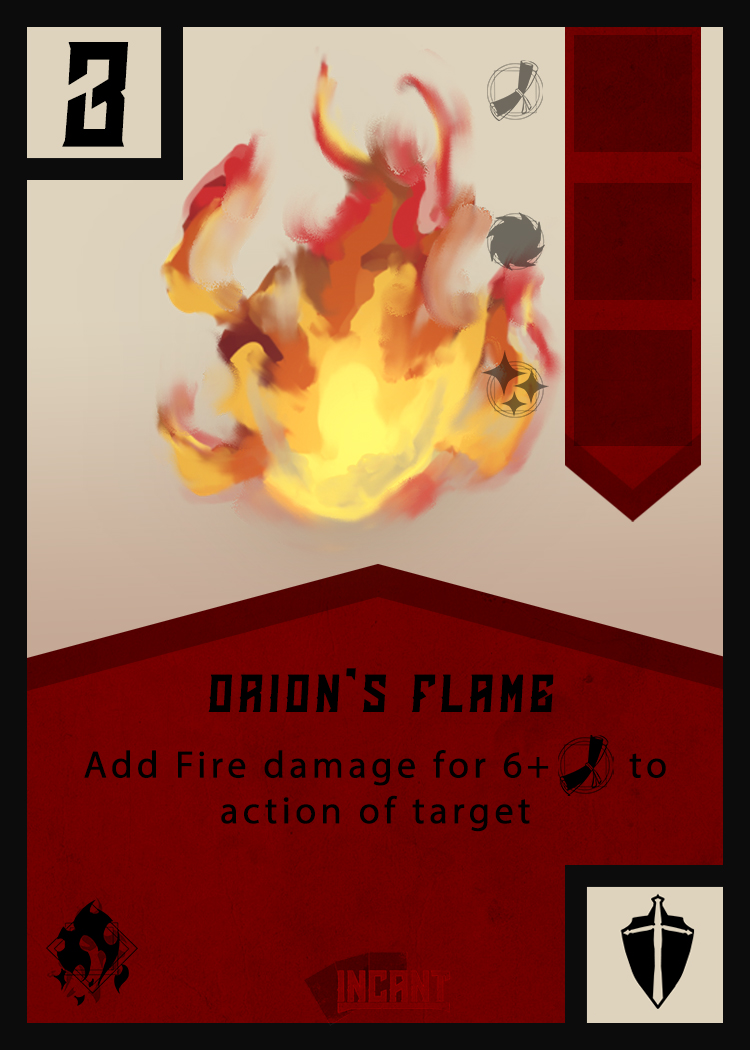 3
ORION'S FLAME
Add Fire damage for 6+ to
action of target
INCANT